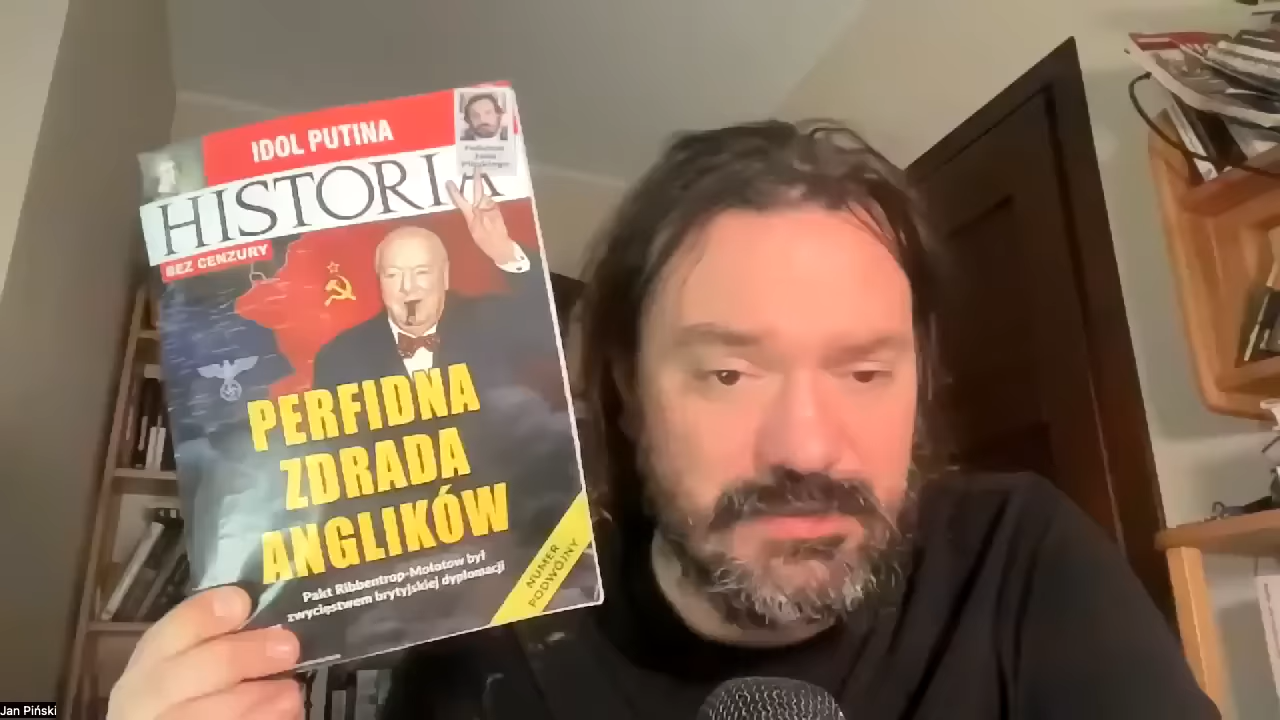 IDOL PUTINA
HISTORIA
BEZ CENZURY
PERFIDNA
ZDRADA
ANGLIKÓW
Pakt Ribbentrop-Mołotow był
zwycięstwem brytyjskiej dyplomacji
NUMER
PODWÓJNY
Jan Piński